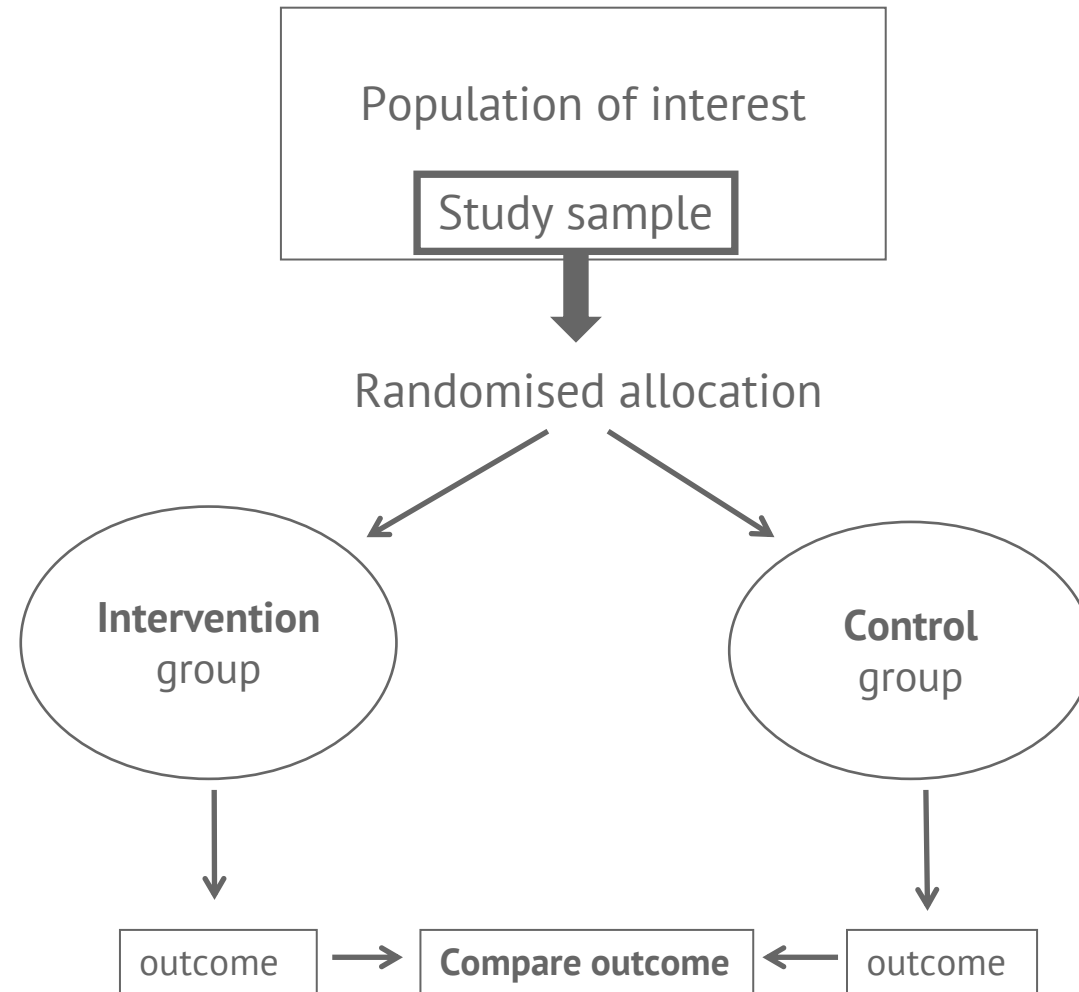 Population of interest
Study sample
Randomised allocation
Intervention
group
Control
group
outcome
Compare outcome
outcome